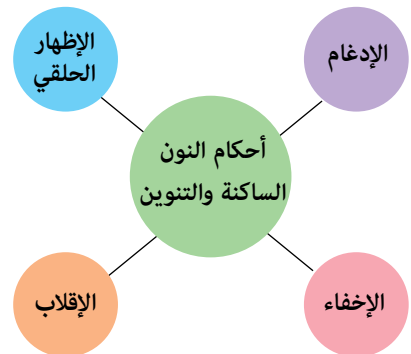 الإدغام
الإظهار
الحلقي
أحكام النون
الساكنة والتنوين
الإخفاء
الإقلاب